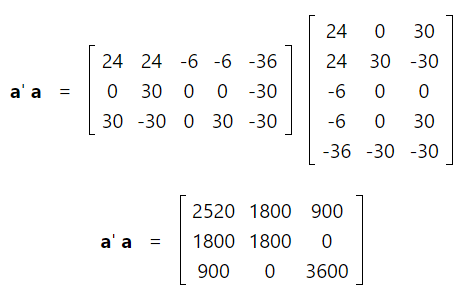 24 0 30
24 24 -6 -6 -36 24 30 -30
a' a = 0 30 0 0 -30 -6 0 0
30 -30 0 30 -30 -6 0 30
-36 -30 -30
2520 1800 900
a' a = 1800 1800 0
900 0 3600